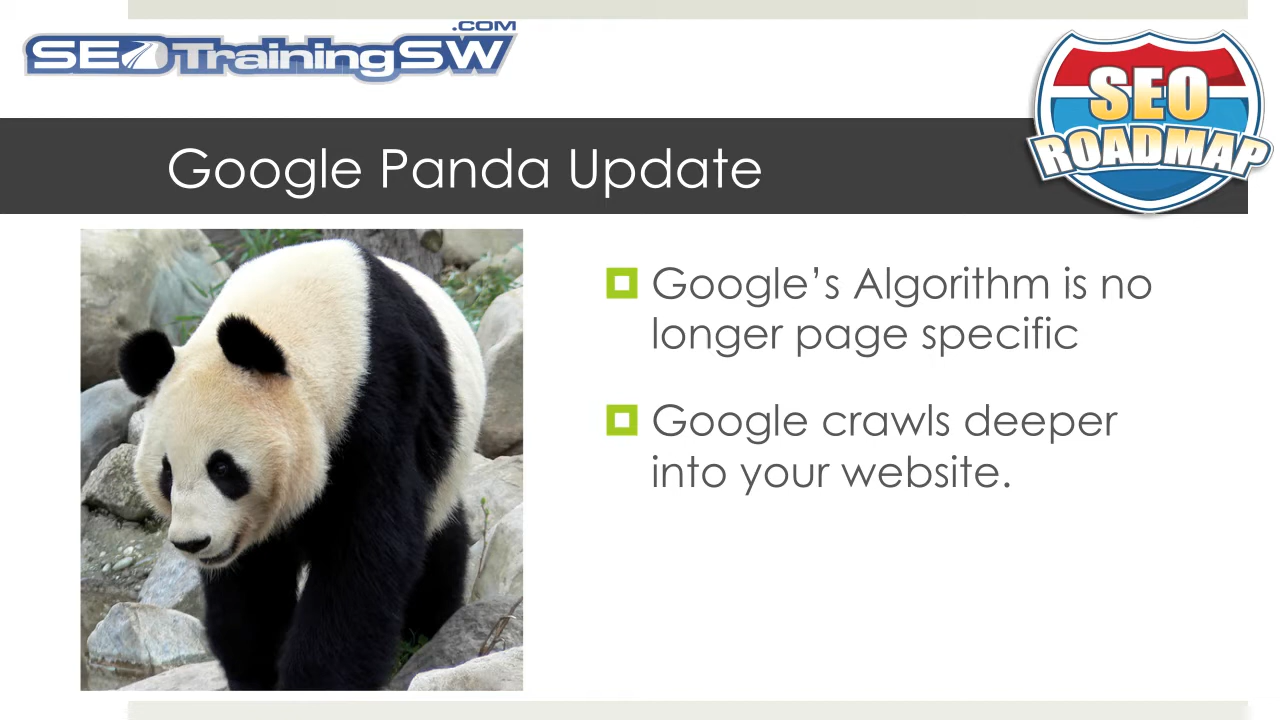 .COM
SEOTrainingSW
SEO
ROADMAP
Google Panda Update
Google's Algorithm is no
longer page specific
Google crawls deeper
into your website.